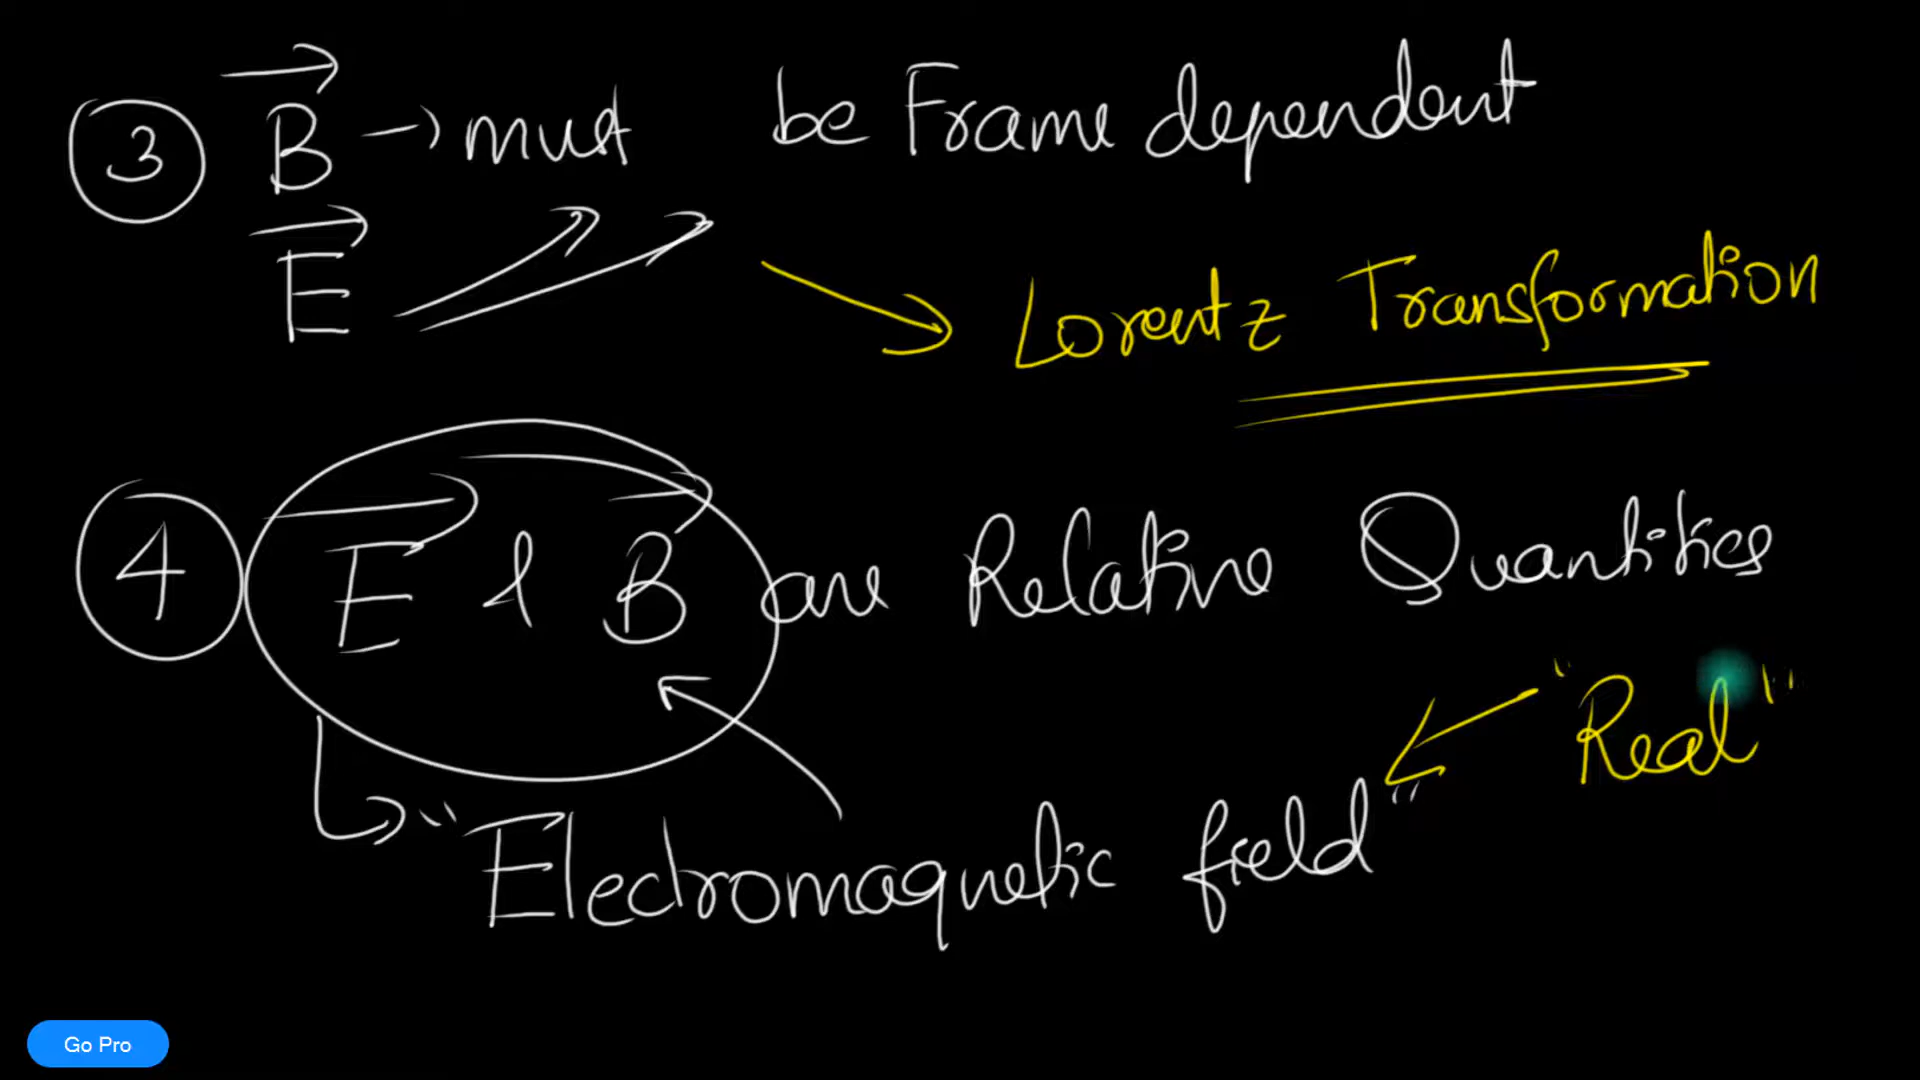 ③ B → must be Frame dependent
E
Lorentz Transformation
④ E & B are Relative Quantities
"Real"
"Electromagnetic field"
Go Pro